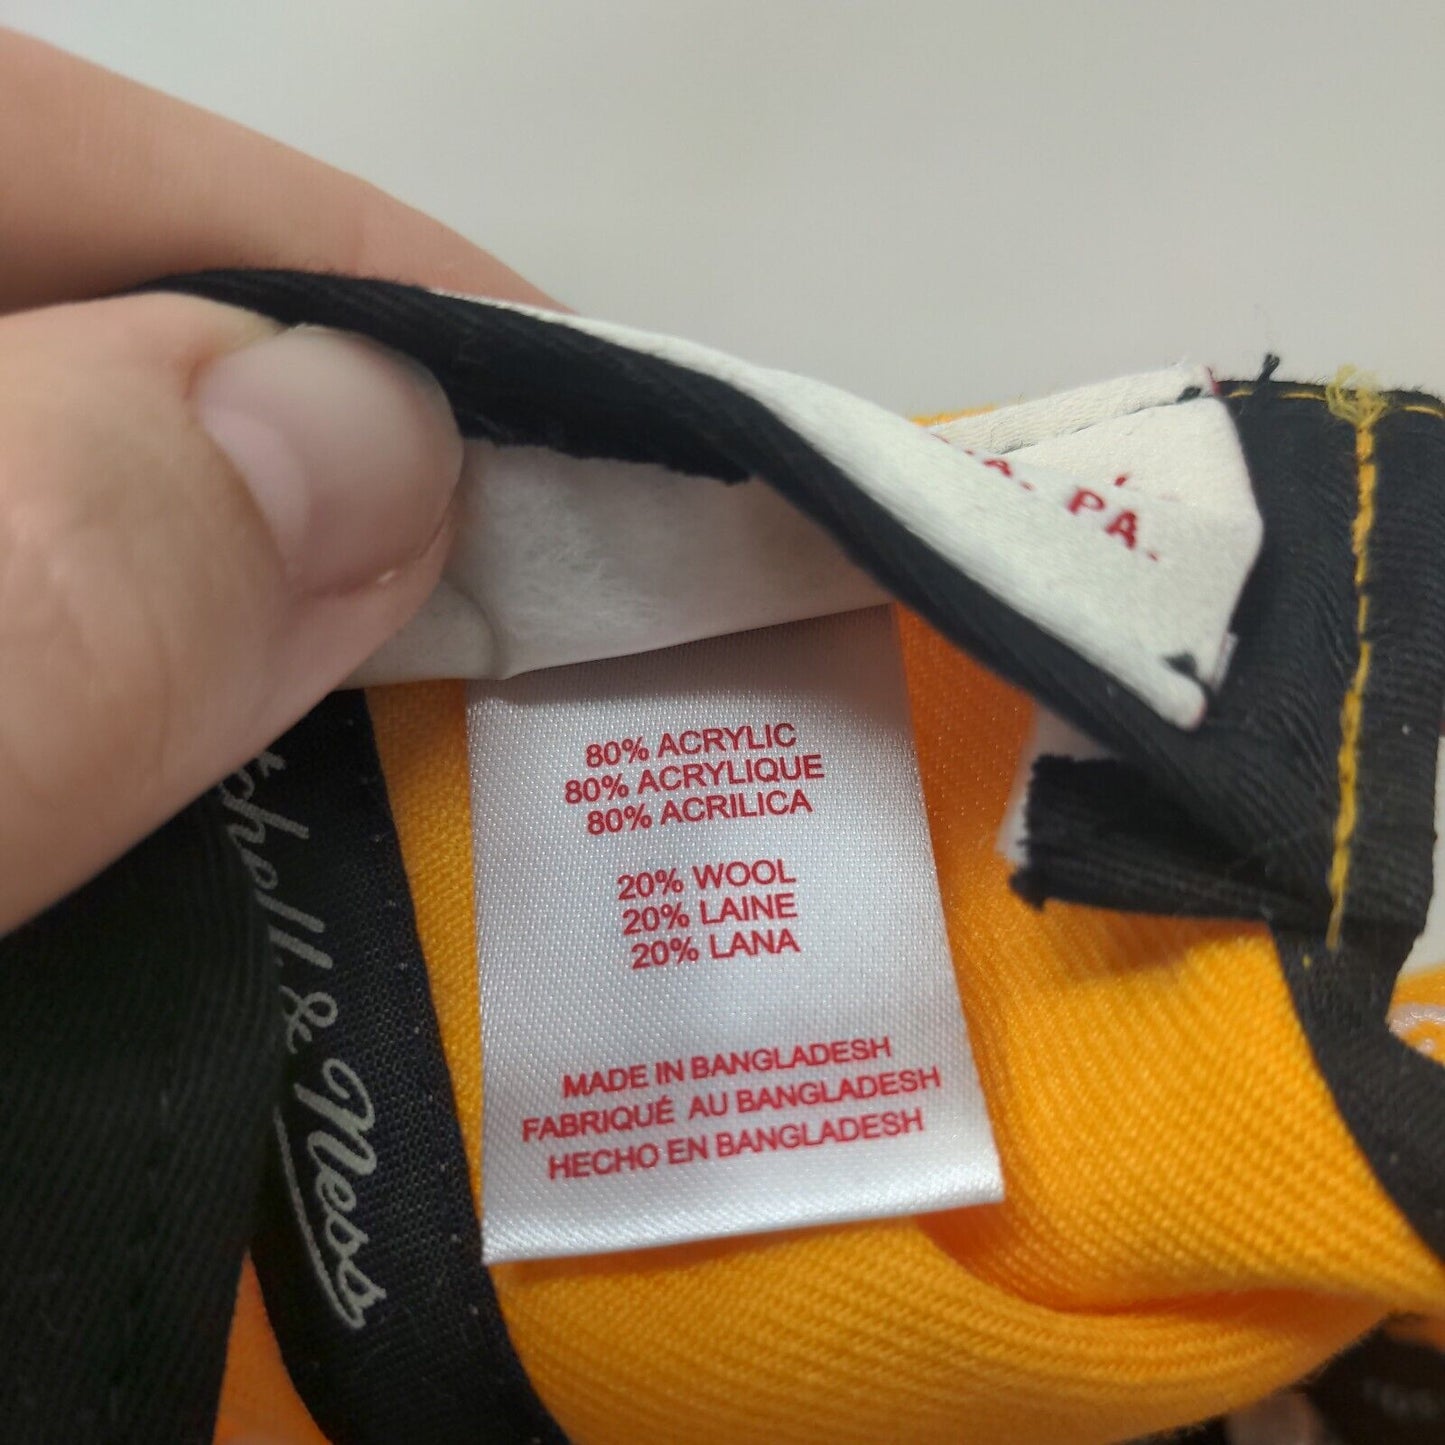 PA.
80% ACRYLIC
80% ACRYLIQUE
80% ACRILICA
20% WOOL
20% LAINE
20% LANA
MADE IN BANGLADESH
FABRIQUÉ AU BANGLADESH
HECHO EN BANGLADESH
& Ness